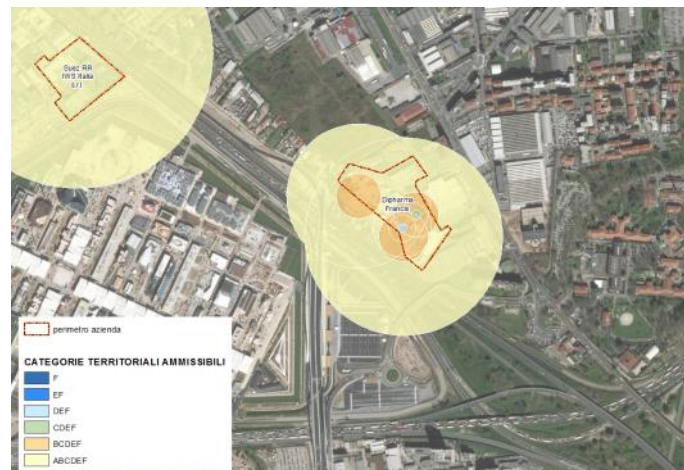 Suez RR
IWS Italia
Dipharma
Francis
perimetro azienda
CATEGORIE TERRITORIALI AMMISSIBILI
F
EF
DEF
CDEF
BCDEF
ABCDEF